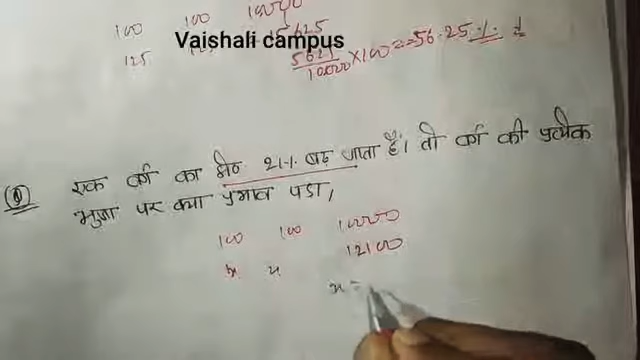 100 100 10000
Vaishali campus
125 15625
5625/10000 × 100 = 56.25%
Q एक वर्ग का क्षे० 21% बढ़ जाता है। तो वर्ग की प्रत्येक
भुजा पर क्या प्रभाव पड़ा,
100 100 10000
12100
x x
x =